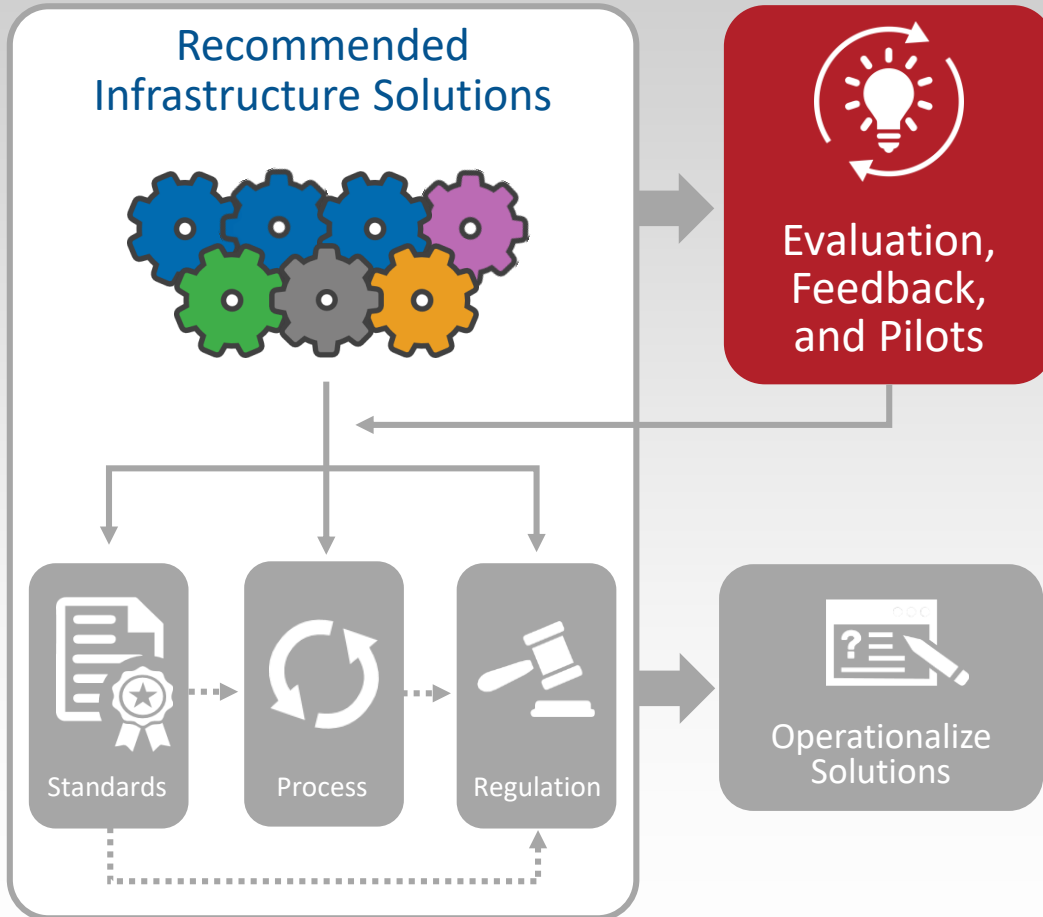 Recommended
Infrastructure Solutions
Evaluation,
Feedback,
and Pilots
Standards
Process
Regulation
?
Operationalize
Solutions